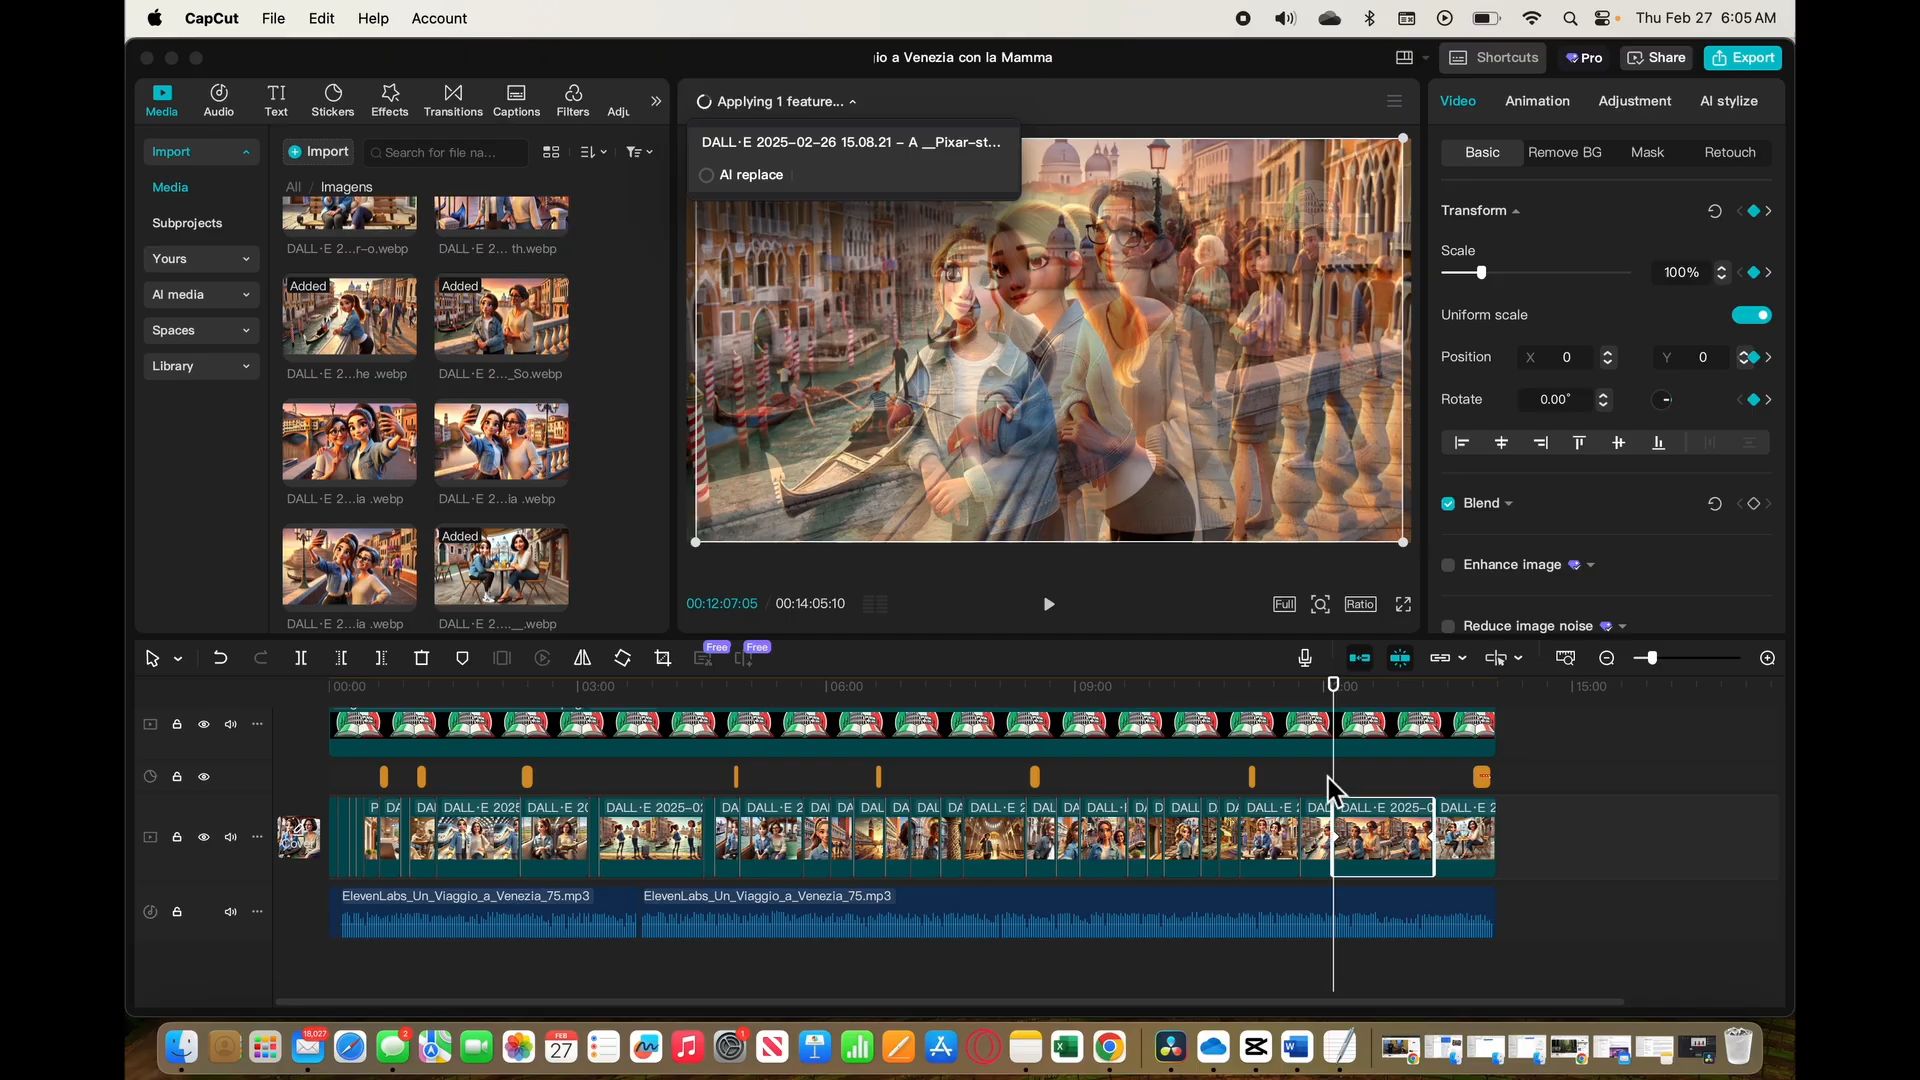 CapCut File Edit Help Account
Thu Feb 27 6:05 AM
io a Venezia con la Mamma
Shortcuts Pro Share Export
Media Audio Text Stickers Effects Transitions Captions Filters Adju
Import
Media
Subprojects
Yours
AI media
Spaces
Library
Import Search for file na...
All / Imagens
DALL·E 2...r-o.webp DALL·E 2... th.webp
Added Added
DALL·E 2...he .webp DALL·E 2..._So.webp
DALL·E 2...ia .webp DALL·E 2...ia .webp
Added
DALL·E 2...ia .webp DALL·E 2....__.webp
Applying 1 feature...
DALL·E 2025-02-26 15.08.21 - A __Pixar-st...
AI replace
00:12:07:05 / 00:14:05:10
Full Ratio
Video Animation Adjustment AI stylize
Basic Remove BG Mask Retouch
Transform
Scale
100%
Uniform scale
Position X 0 Y 0
Rotate 0.00°
Blend
Enhance image
Reduce image noise
Free Free
00:00 03:00 06:00 09:00 00 15:00
P DA DAL DALL·E 202 DALL·E 20 DALL·E 2025-02 DA DALL·E 2 DAL DA DAL DA DAL DA DALL·E 2 DA DA DALL· DA D DALL D DA DALL·E DAL DALL·E 2025-0 DALL·E 2
Cover
ElevenLabs_Un_Viaggio_a_Venezia_75.mp3 ElevenLabs_Un_Viaggio_a_Venezia_75.mp3
18,027 2 FEB 27 1